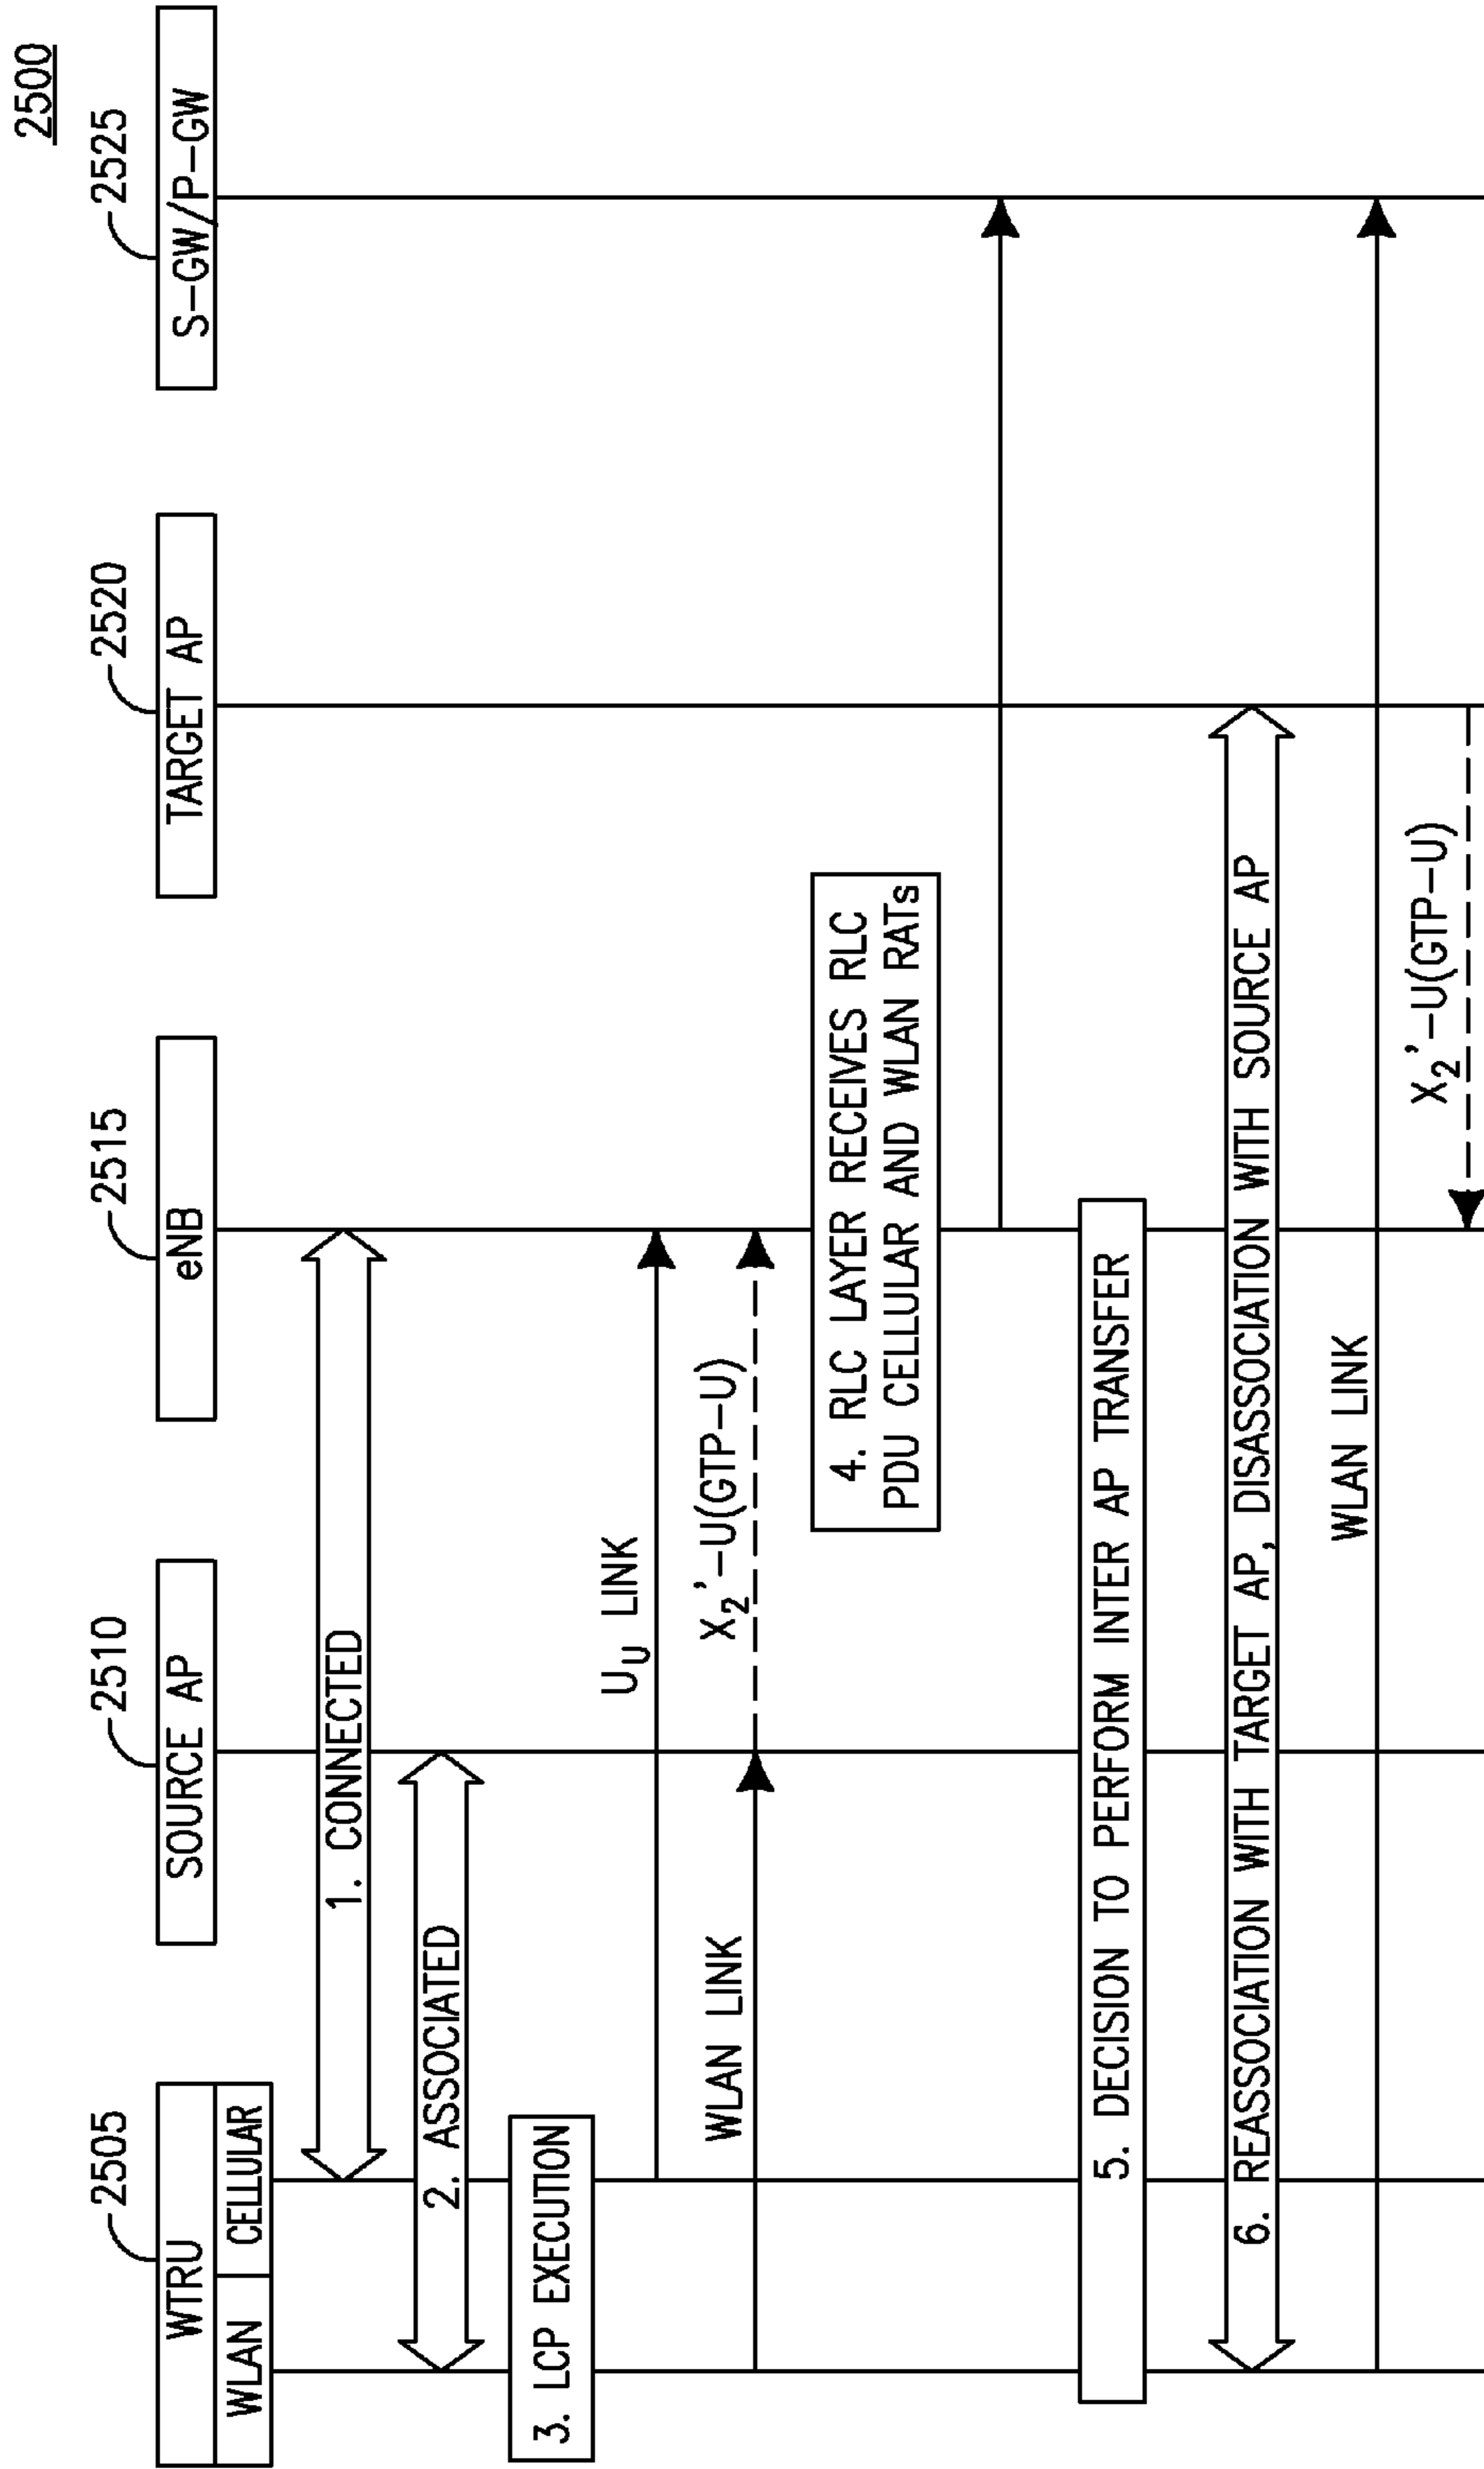 2500
2505
2510
2515
2520
2525
WTRU
WLAN
CELLULAR
SOURCE AP
eNB
TARGET AP
S-GW/P-GW
1. CONNECTED
2. ASSOCIATED
3. LCP EXECUTION
UU LINK
WLAN LINK
X2'-U(GTP-U)
4. RLC LAYER RECEIVES RLC
PDU CELLULAR AND WLAN RATs
5. DECISION TO PERFORM INTER AP TRANSFER
6. REASSOCIATION WITH TARGET AP, DISASSOCIATION WITH SOURCE AP
WLAN LINK
X2'-U(GTP-U)